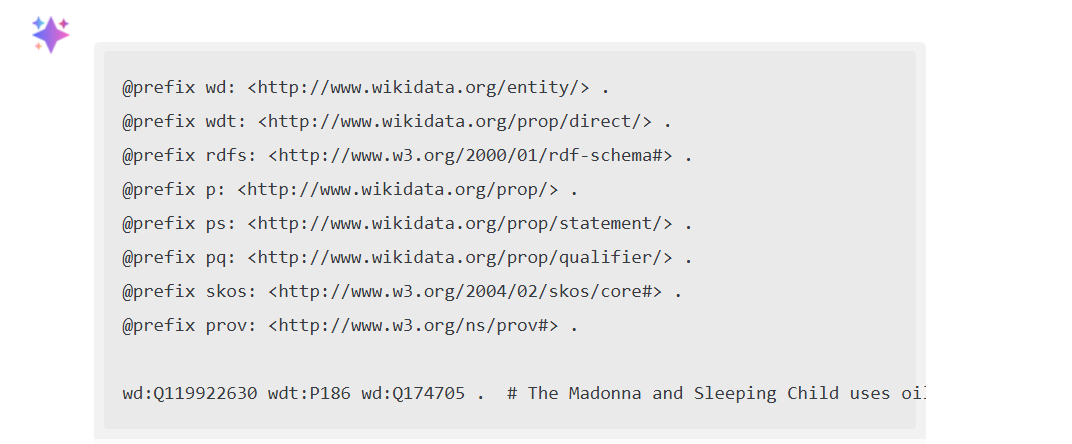 @prefix wd: <http://www.wikidata.org/entity/> .
@prefix wdt: <http://www.wikidata.org/prop/direct/> .
@prefix rdfs: <http://www.w3.org/2000/01/rdf-schema#> .
@prefix p: <http://www.wikidata.org/prop/> .
@prefix ps: <http://www.wikidata.org/prop/statement/> .
@prefix pq: <http://www.wikidata.org/prop/qualifier/> .
@prefix skos: <http://www.w3.org/2004/02/skos/core#> .
@prefix prov: <http://www.w3.org/ns/prov#> .
wd:Q119922630 wdt:P186 wd:Q174705 .  # The Madonna and Sleeping Child uses